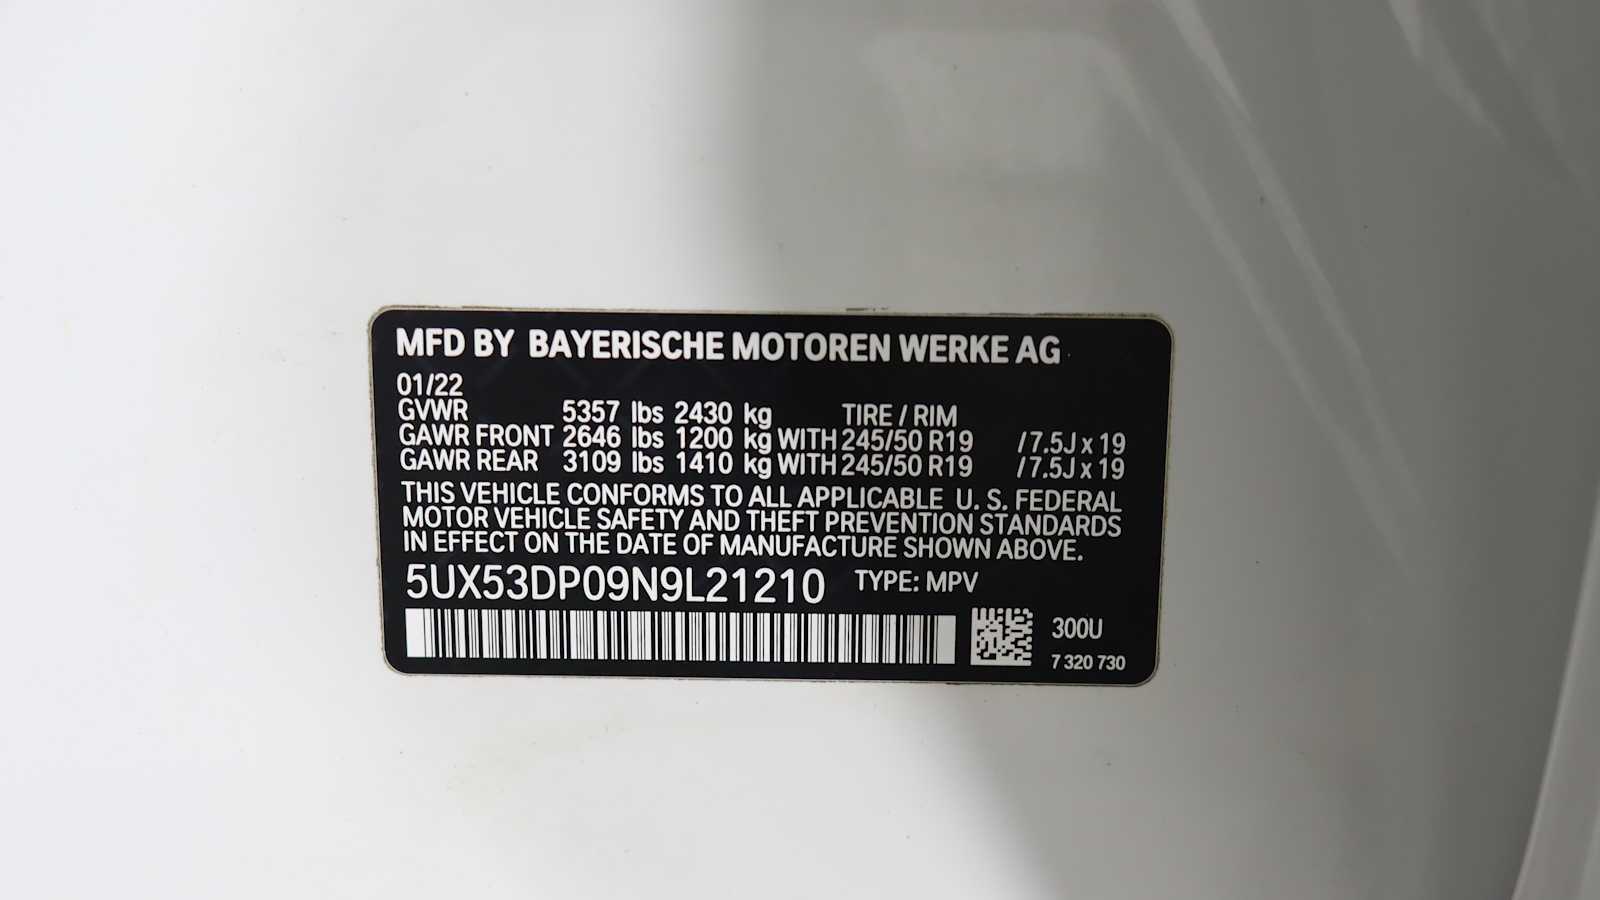 MFD BY BAYERISCHE MOTOREN WERKE AG
01/22
GVWR 5357 lbs 2430 kg TIRE / RIM
GAWR FRONT 2646 lbs 1200 kg WITH 245/50 R19 / 7.5J x 19
GAWR REAR 3109 lbs 1410 kg WITH 245/50 R19 / 7.5J x 19
THIS VEHICLE CONFORMS TO ALL APPLICABLE U. S. FEDERAL
MOTOR VEHICLE SAFETY AND THEFT PREVENTION STANDARDS
IN EFFECT ON THE DATE OF MANUFACTURE SHOWN ABOVE.
5UX53DP09N9L21210 TYPE: MPV
300U
7 320 730